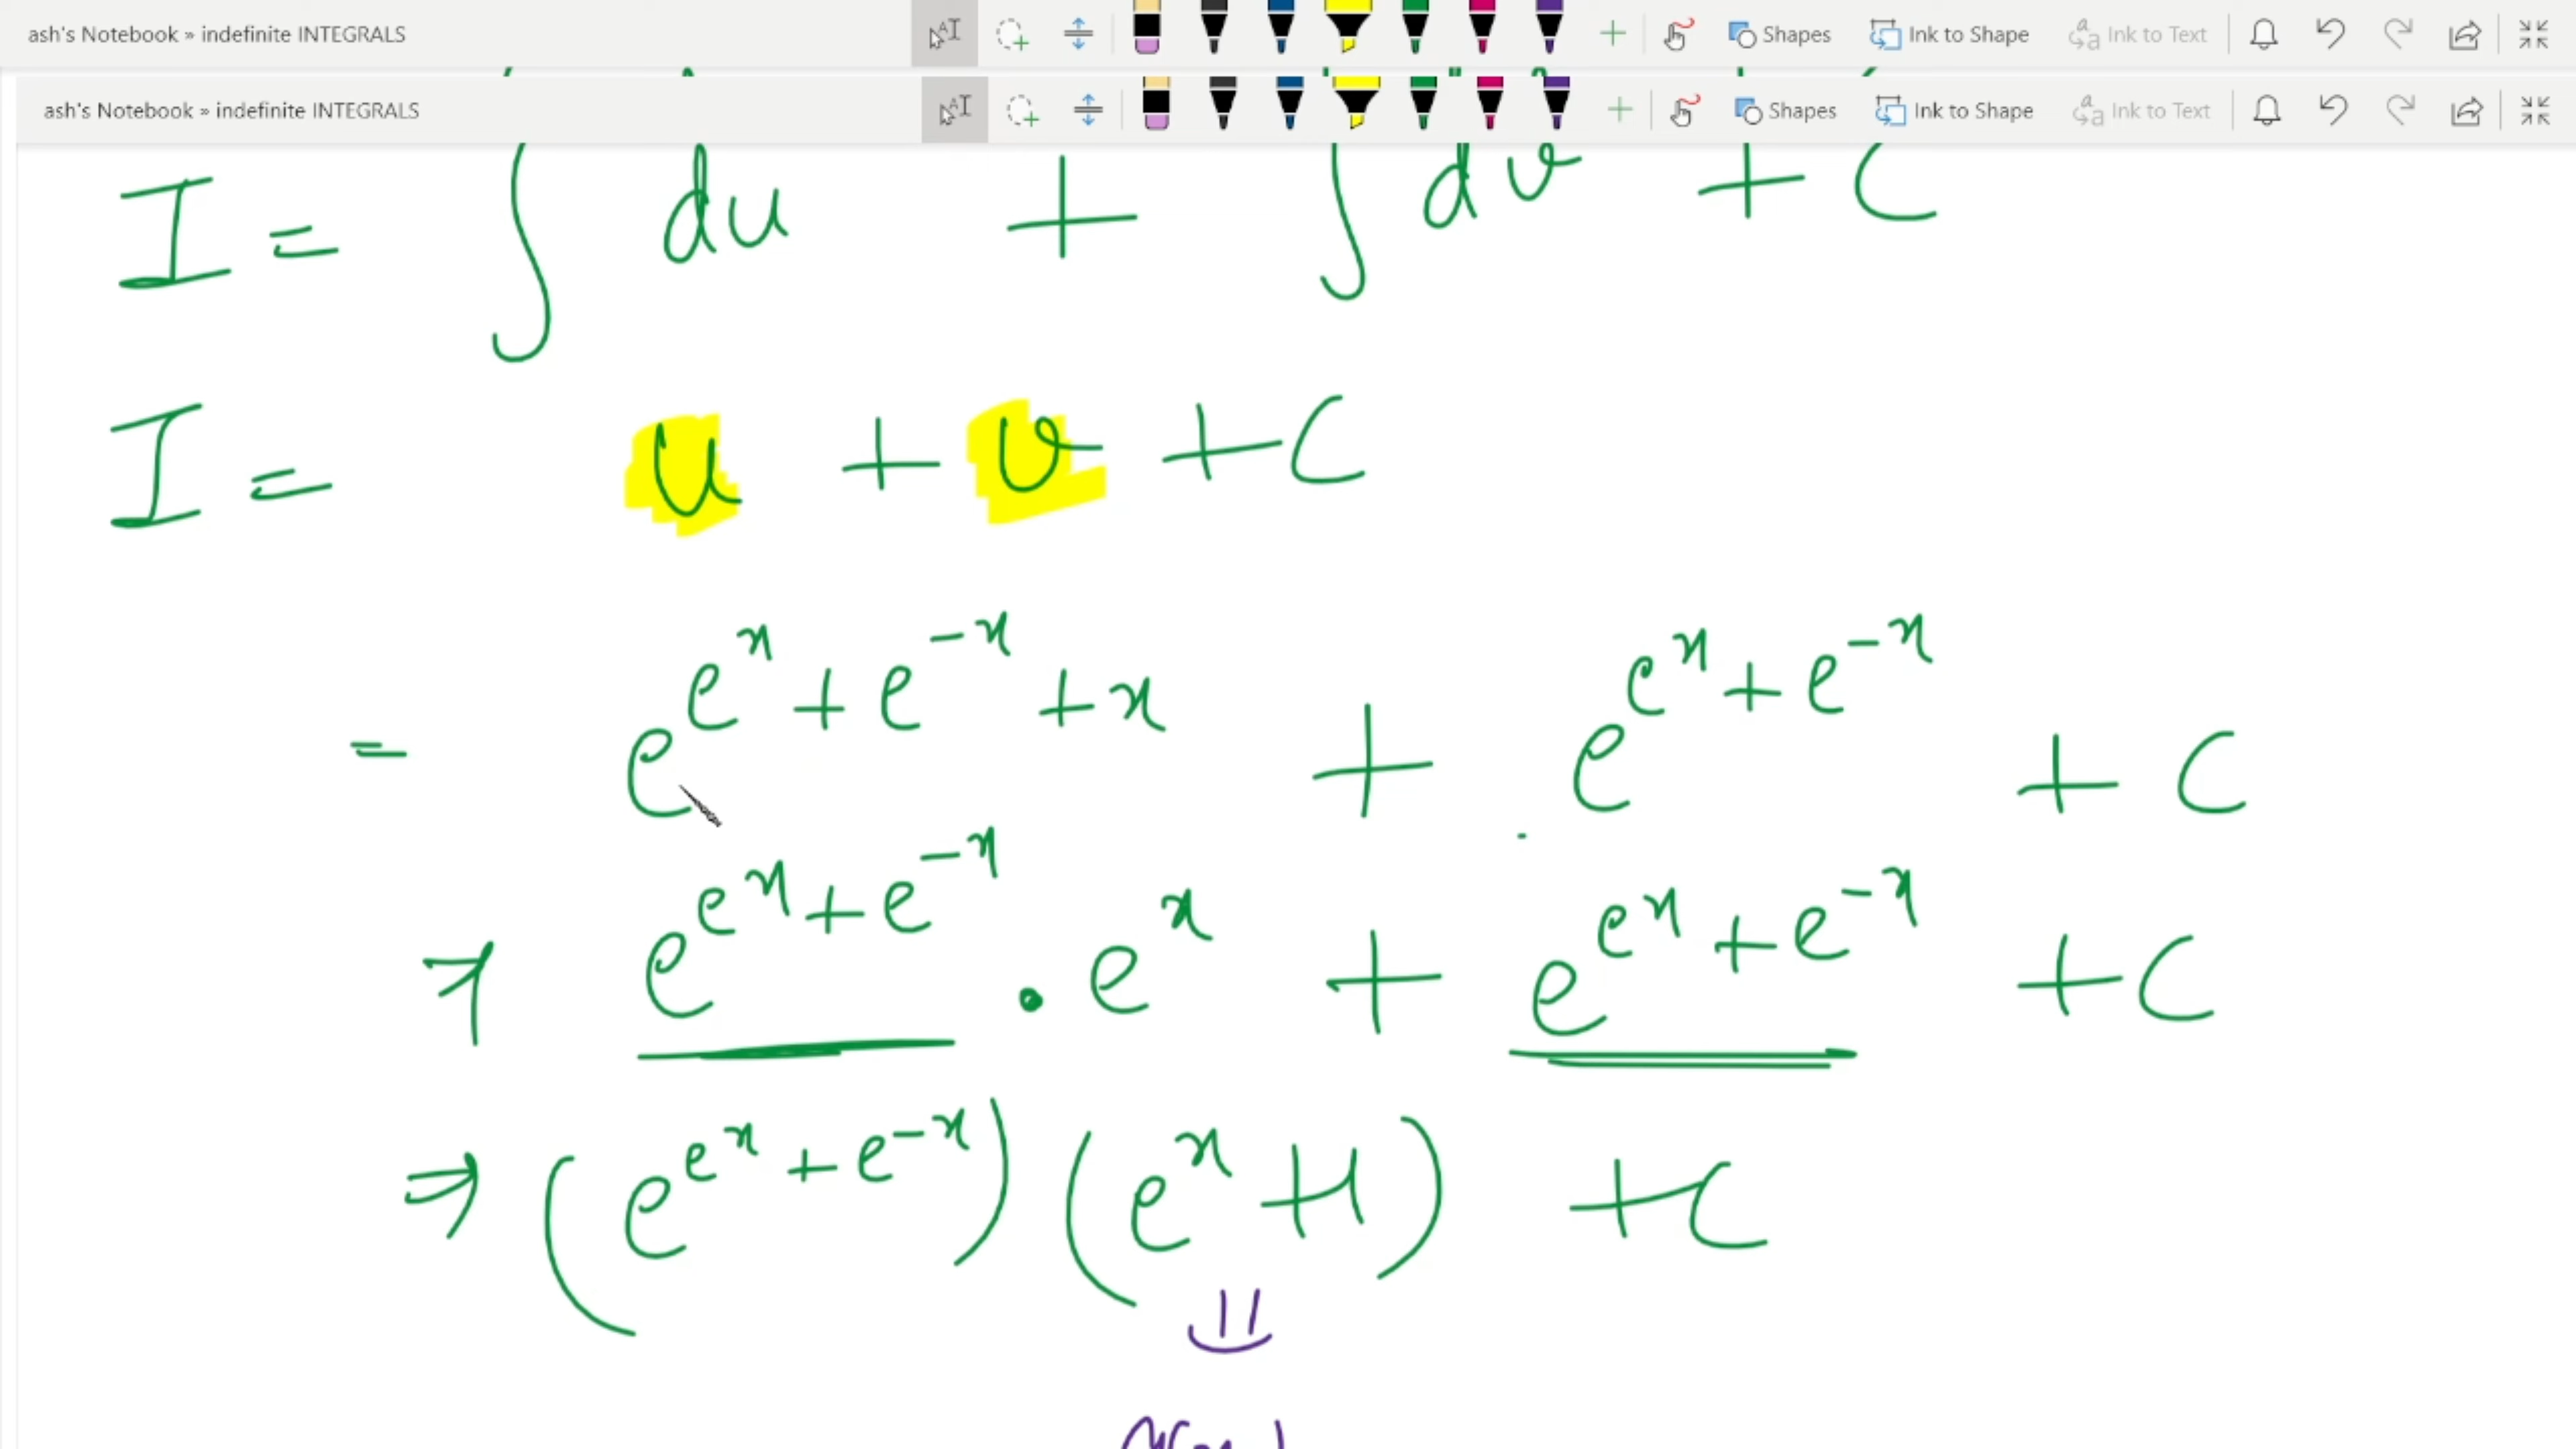 ash's Notebook » indefinite INTEGRALS Shapes Ink to Shape Ink to Text
ash's Notebook » indefinite INTEGRALS Shapes Ink to Shape Ink to Text
I = ∫ du + ∫ dv + C
I = u + v + C
= e^{e^x + e^{-x} + x} + e^{e^x + e^{-x}} + C
⇒ e^{e^x + e^{-x}} . e^x + e^{e^x + e^{-x}} + C
⇒ (e^{e^x + e^{-x}}) (e^x + 1) + C